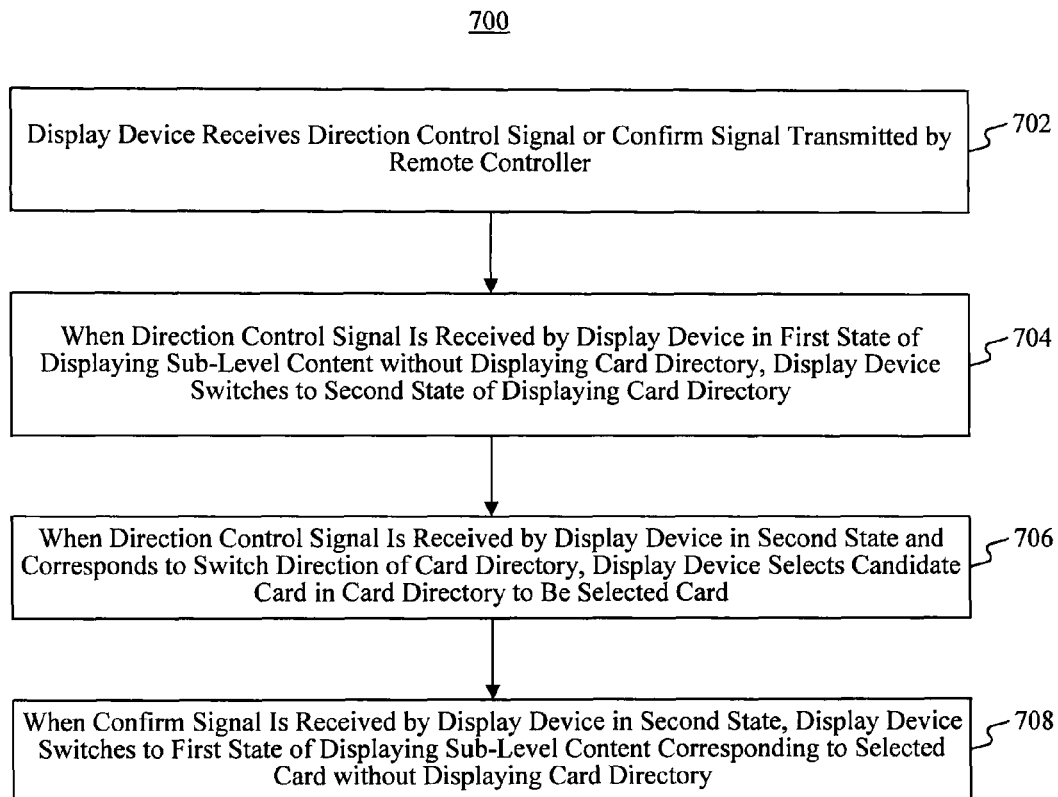 700
Display Device Receives Direction Control Signal or Confirm Signal Transmitted by
Remote Controller
702
When Direction Control Signal Is Received by Display Device in First State of
Displaying Sub-Level Content without Displaying Card Directory, Display Device
Switches to Second State of Displaying Card Directory
704
When Direction Control Signal Is Received by Display Device in Second State and
Corresponds to Switch Direction of Card Directory, Display Device Selects Candidate
Card in Card Directory to Be Selected Card
706
When Confirm Signal Is Received by Display Device in Second State, Display Device
Switches to First State of Displaying Sub-Level Content Corresponding to Selected
Card without Displaying Card Directory
708